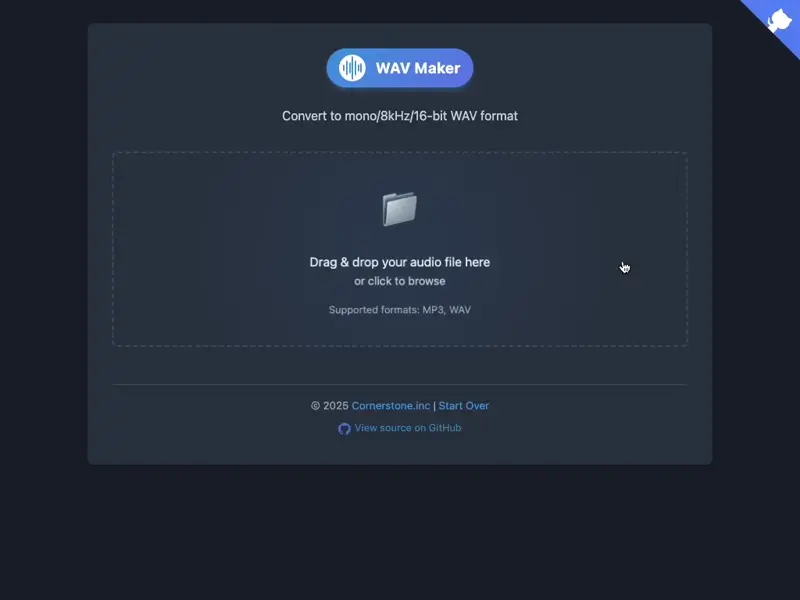 WAV Maker
Convert to mono/8kHz/16-bit WAV format
Drag & drop your audio file here
or click to browse
Supported formats: MP3, WAV
© 2025 Cornerstone.inc | Start Over
View source on GitHub